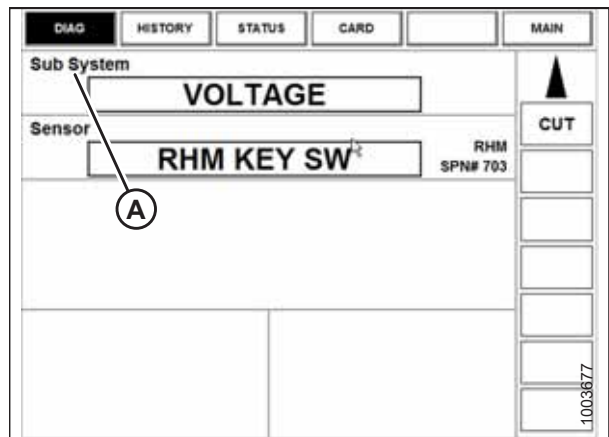 DIAG HISTORY STATUS CARD MAIN
Sub System
VOLTAGE
CUT
Sensor
RHM KEY SW
RHM
SPN# 703
A
1003677